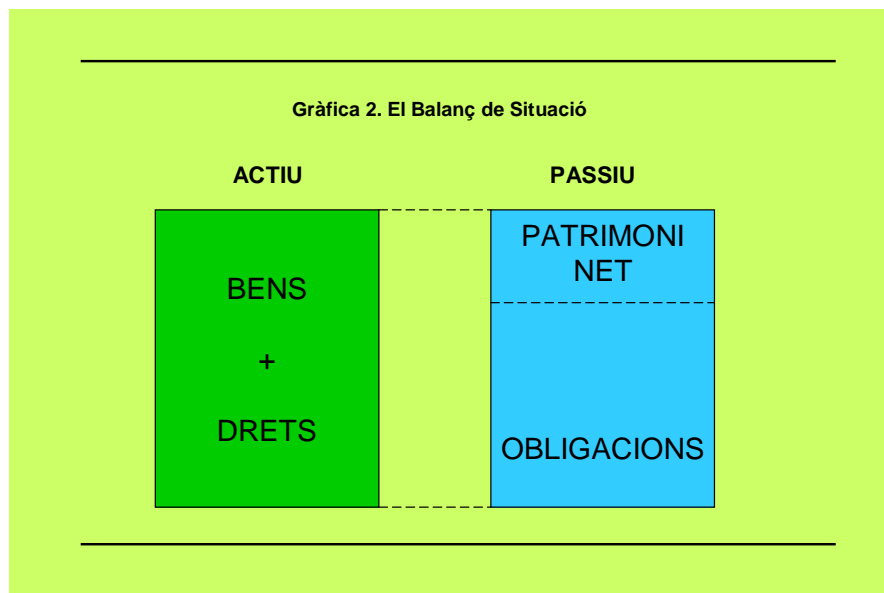 Gràfica 2. El Balanç de Situació
ACTIU
PASSIU
BENS
+
DRETS
PATRIMONI
NET
OBLIGACIONS